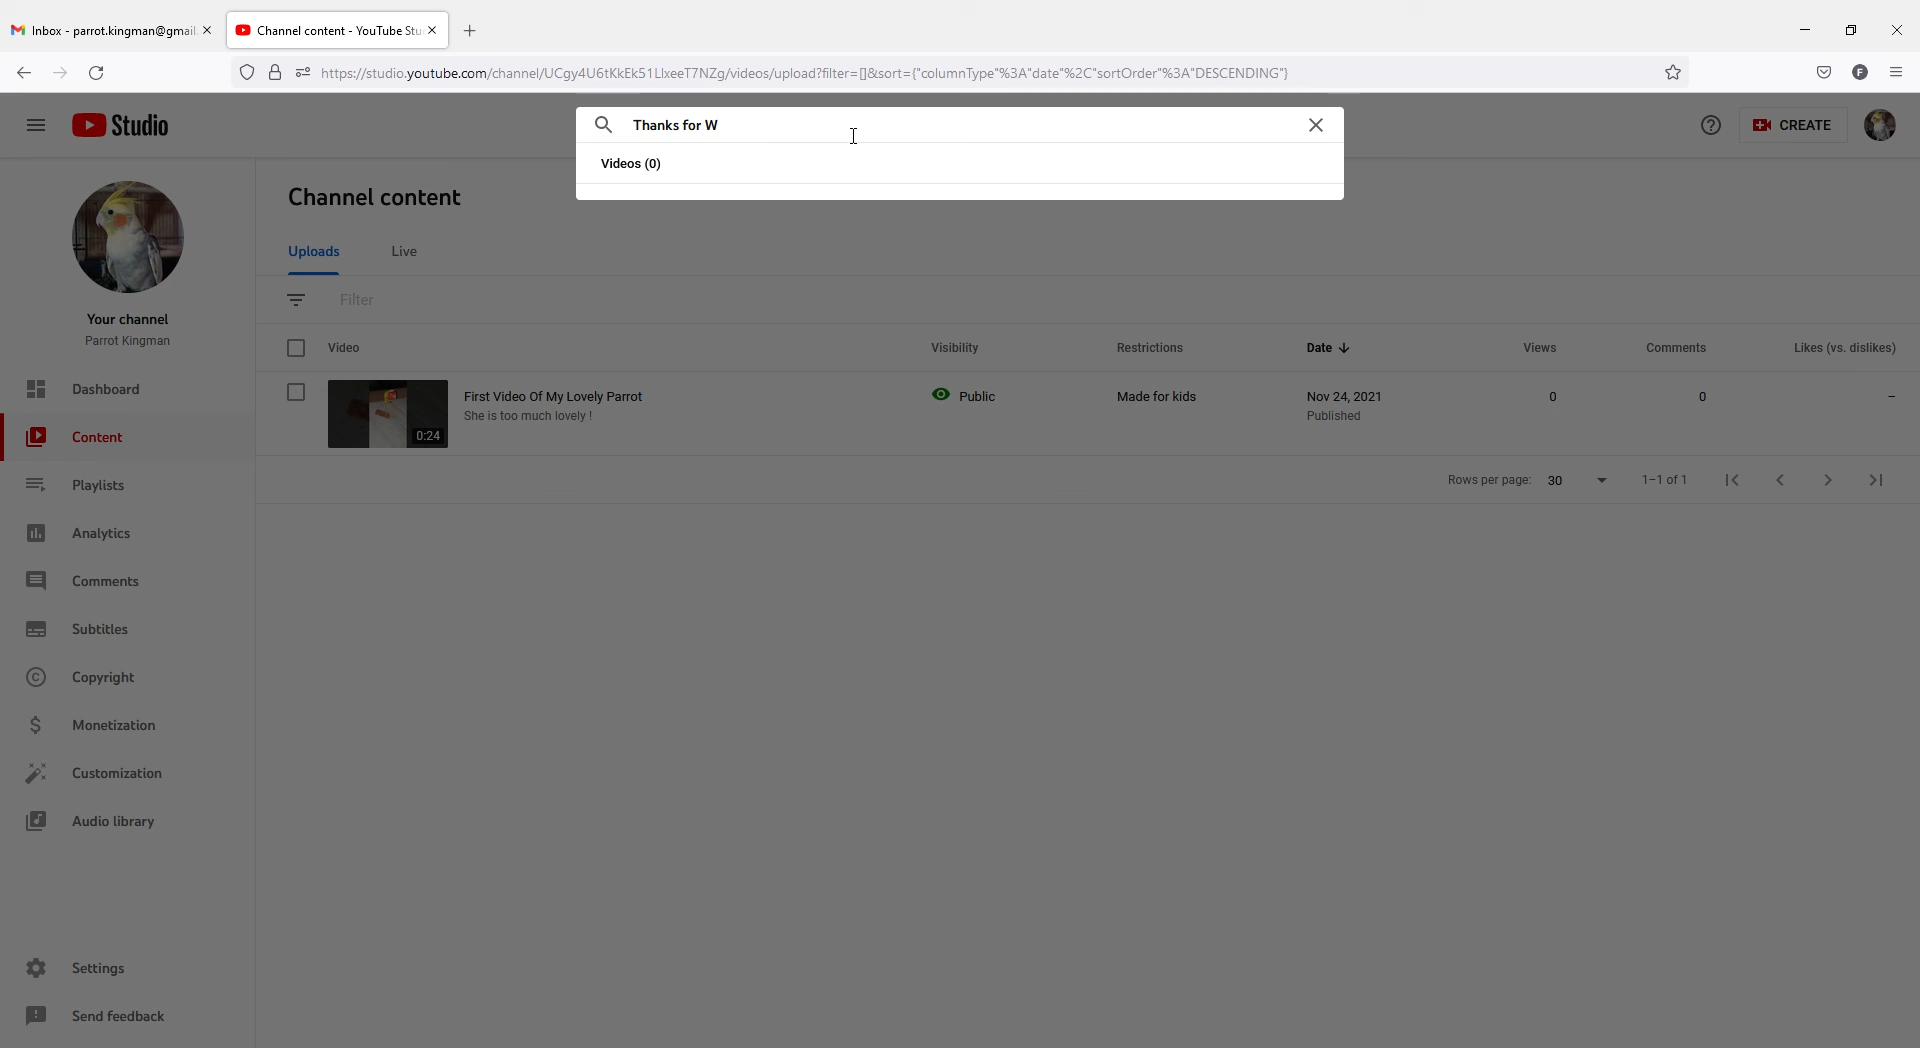 Inbox - parrot.kingman@gmail.
Channel content - YouTube Stu
https://studio.youtube.com/channel/UCgy4U6tKkEk51LlxeeT7NZg/videos/upload?filter=[]&sort={"columnType"%3A"date"%2C"sortOrder"%3A"DESCENDING"}
F
Studio
Thanks for W
CREATE
Videos (0)
Channel content
Uploads
Live
Filter
Your channel
Parrot Kingman
Video
Visibility
Restrictions
Date
Views
Comments
Likes (vs. dislikes)
First Video Of My Lovely Parrot
Public
Made for kids
Nov 24, 2021
0
0
–
She is too much lovely !
Published
0:24
Rows per page:
30
1–1 of 1
Dashboard
Content
Playlists
Analytics
Comments
Subtitles
Copyright
Monetization
Customization
Audio library
Settings
Send feedback